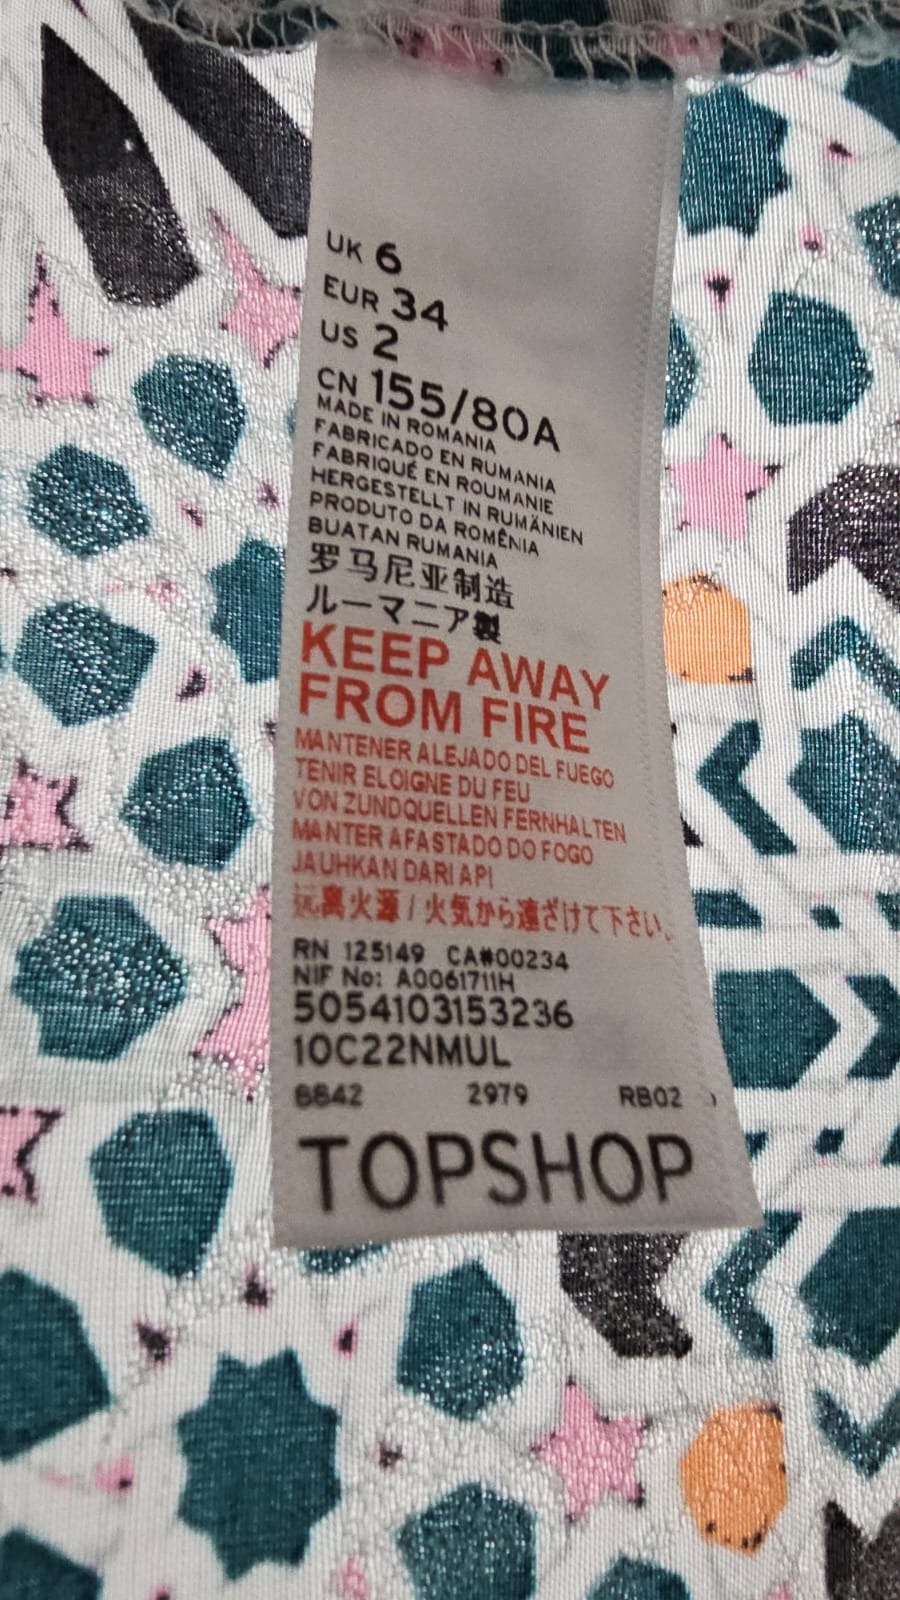 UK 6
EUR 34
US 2
CN 155/80A
MADE IN ROMANIA
FABRICADO EN RUMANIA
FABRIQUÉ EN ROUMANIE
HERGESTELLT IN RUMÄNIEN
PRODUTO DA ROMÊNIA
BUATAN RUMANIA
罗马尼亚制造
ルーマニア製
KEEP AWAY
FROM FIRE
MANTENER ALEJADO DEL FUEGO
TENIR ELOIGNE DU FEU
VON ZUNDQUELLEN FERNHALTEN
MANTER AFASTADO DO FOGO
JAUHKAN DARI API
远离火源 / 火気から遠ざけて下さい。
RN 125149 CA#00234
NIF No: A0061711H
5054103153236
10C22NMUL
8842 2979 RB02
TOPSHOP